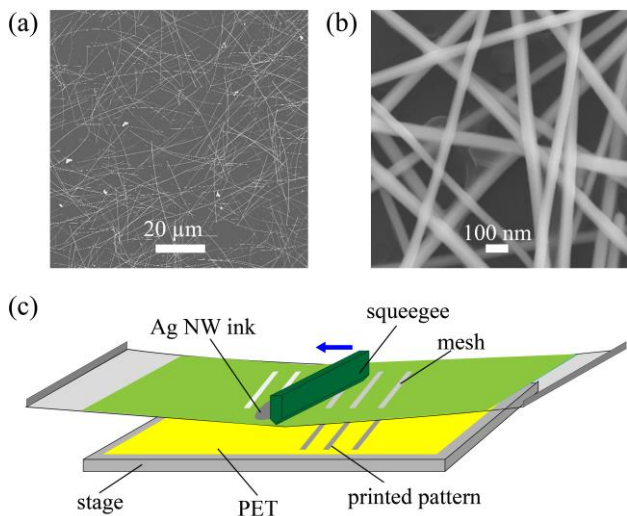 (a)
20 µm
(b)
100 nm
(c)
Ag NW ink
squeegee
mesh
stage
PET
printed pattern